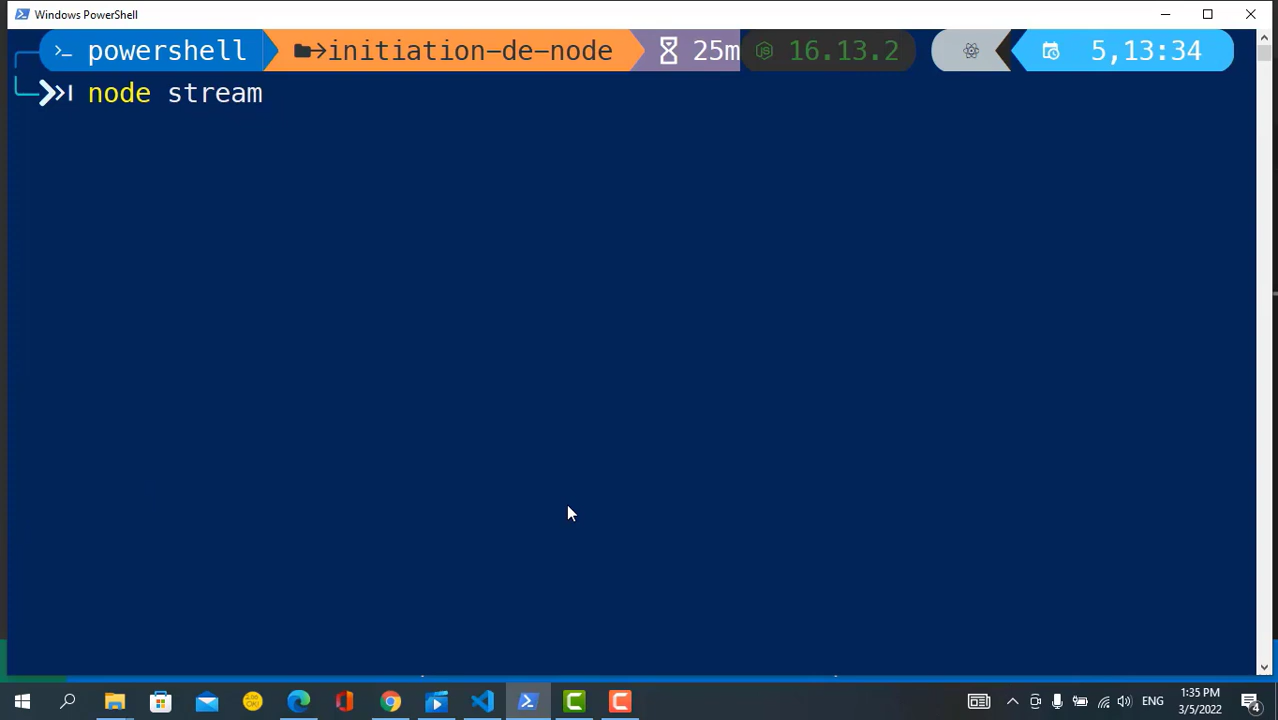 Windows PowerShell
powershell initiation-de-node 25m 16.13.2 5,13:34
node stream
ENG
1:35 PM
3/5/2022
4